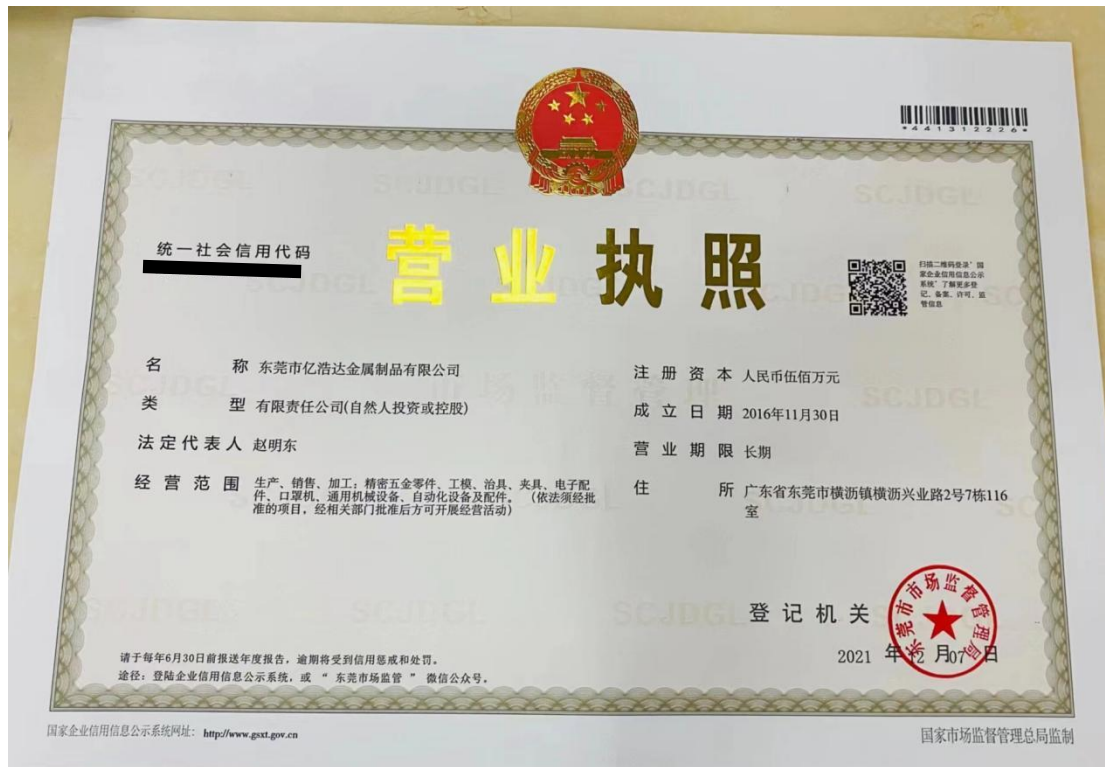 *441312226*
统一社会信用代码
营业执照
扫描二维码登录‘国
家企业信用信息公示
系统’了解更多登
记、备案、许可、监
管信息
名称 东莞市亿浩达金属制品有限公司
类型 有限责任公司(自然人投资或控股)
法定代表人 赵明东
经营范围 生产、销售、加工：精密五金零件、工模、治具、夹具、电子配
件、口罩机、通用机械设备、自动化设备及配件。（依法须经批
准的项目，经相关部门批准后方可开展经营活动）
注册资本 人民币伍佰万元
成立日期 2016年11月30日
营业期限 长期
住所 广东省东莞市横沥镇横沥兴业路2号7栋116
室
登记机关
东莞市市场监督管理局
2021 年 12 月 07 日
请于每年6月30日前报送年度报告，逾期将受到信用惩戒和处罚。
途径：登陆企业信用信息公示系统，或 “ 东莞市场监管 ” 微信公众号。
国家企业信用信息公示系统网址： http://www.gsxt.gov.cn
国家市场监督管理总局监制
SCJDGL
市场监督管理